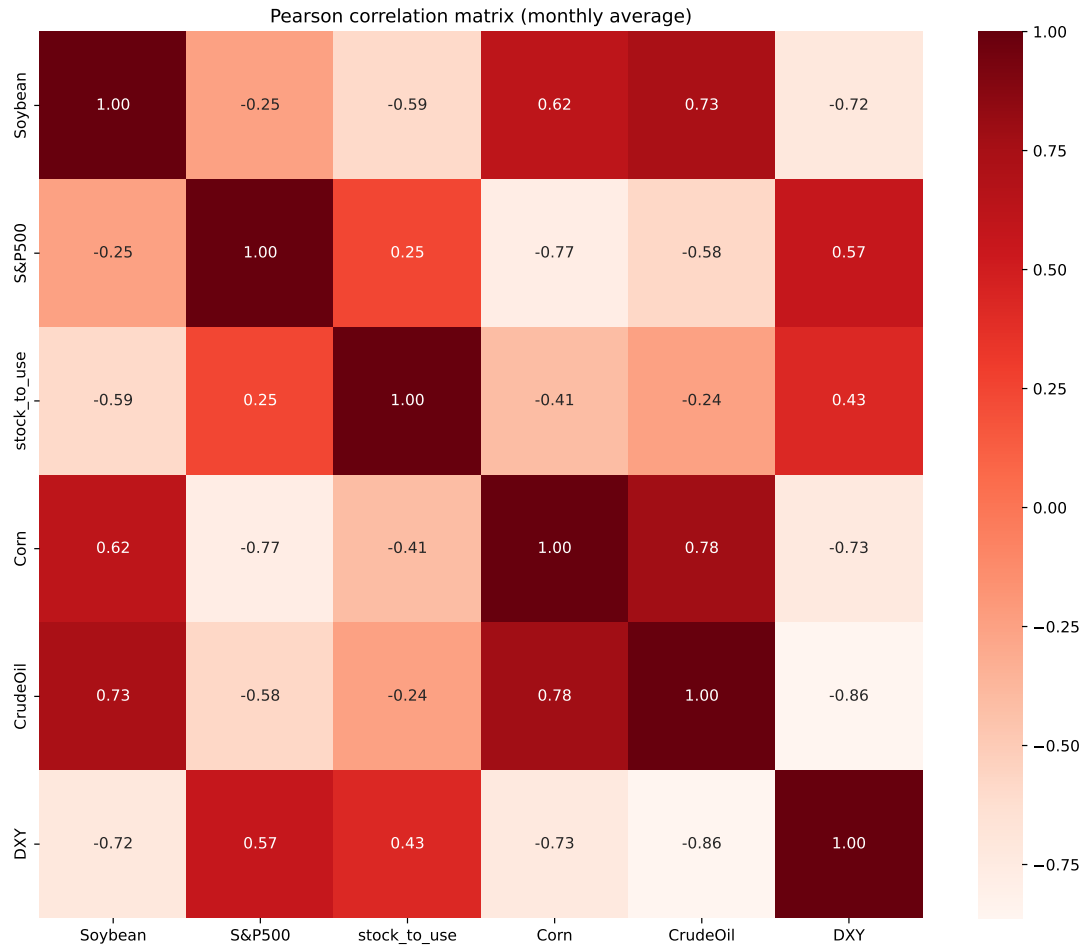 Pearson correlation matrix (monthly average)
Soybean 1.00 -0.25 -0.59 0.62 0.73 -0.72
S&P500 -0.25 1.00 0.25 -0.77 -0.58 0.57
stock_to_use -0.59 0.25 1.00 -0.41 -0.24 0.43
Corn 0.62 -0.77 -0.41 1.00 0.78 -0.73
CrudeOil 0.73 -0.58 -0.24 0.78 1.00 -0.86
DXY -0.72 0.57 0.43 -0.73 -0.86 1.00
Soybean S&P500 stock_to_use Corn CrudeOil DXY
1.00
0.75
0.50
0.25
0.00
−0.25
−0.50
−0.75